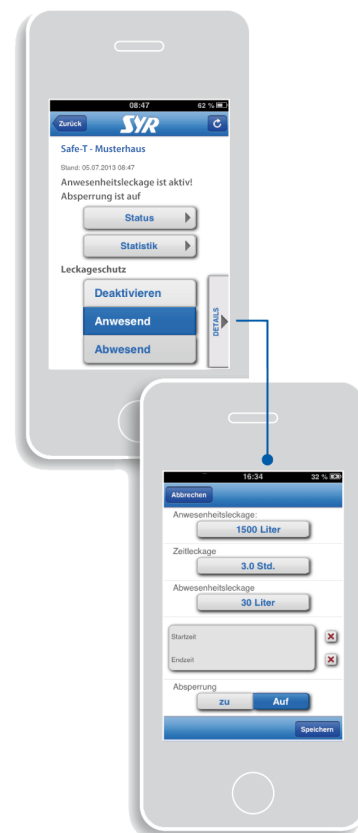 08:47 62 %
Zurück SYR
Safe-T - Musterhaus
Stand: 05.07.2013 08:47
Anwesenheitsleckage ist aktiv!
Absperrung ist auf
Status
Statistik
Leckageschutz
Deaktivieren
Anwesend
Abwesend
DETAILS
16:34 32 %
Abbrechen
Anwesenheitsleckage:
1500 Liter
Zeitleckage
3.0 Std.
Abwesenheitsleckage
30 Liter
Startzeit
Endzeit
Absperrung
zu Auf
Speichern